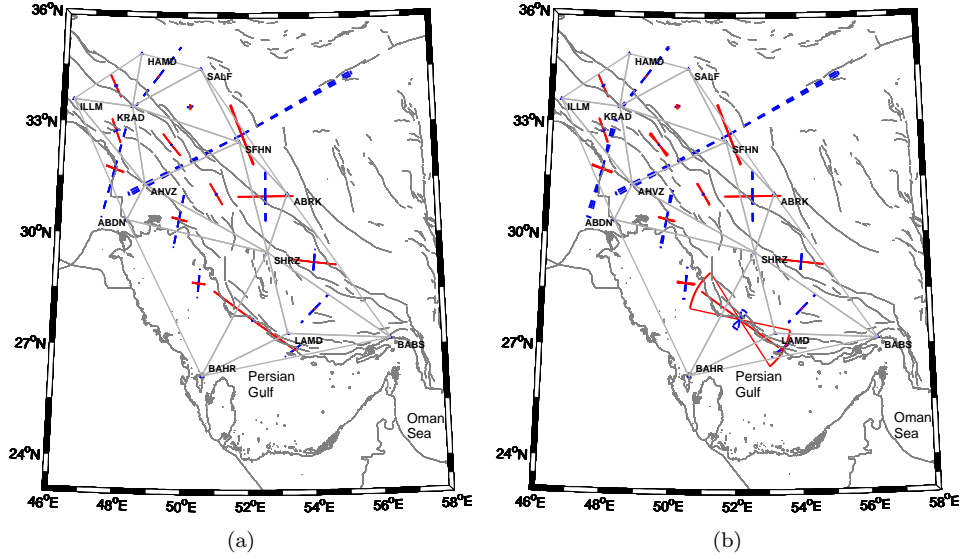 36°N
33°N
30°N
27°N
24°N
46°E
48°E
50°E
52°E
54°E
56°E
58°E
HAMD
SALF
ILLM
KRAD
SFHN
AHVZ
ABRK
ABDN
SHRZ
LAMD
BABS
BAHR
Persian
Gulf
Oman
Sea
(a)
36°N
33°N
30°N
27°N
24°N
46°E
48°E
50°E
52°E
54°E
56°E
58°E
HAMD
SALF
ILLM
KRAD
SFHN
AHVZ
ABRK
ABDN
SHRZ
LAMD
BABS
BAHR
Persian
Gulf
Oman
Sea
(b)